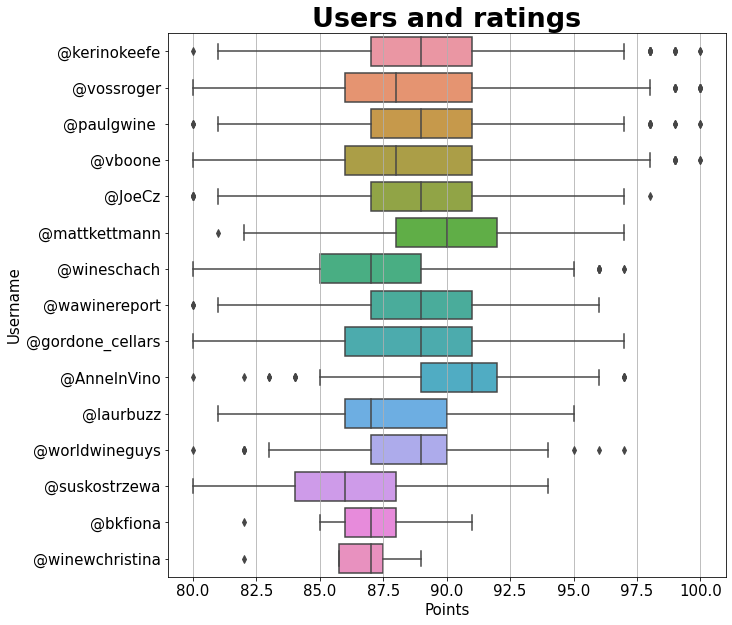 Users and ratings
@kerinokeefe
@vossroger
@paulgwine
@vboone
@JoeCz
@mattkettmann
@wineschach
@wawinereport
@gordone_cellars
@AnneInVino
@laurbuzz
@worldwineguys
@suskostrzewa
@bkfiona
@winewchristina
Username
80.0 82.5 85.0 87.5 90.0 92.5 95.0 97.5 100.0
Points